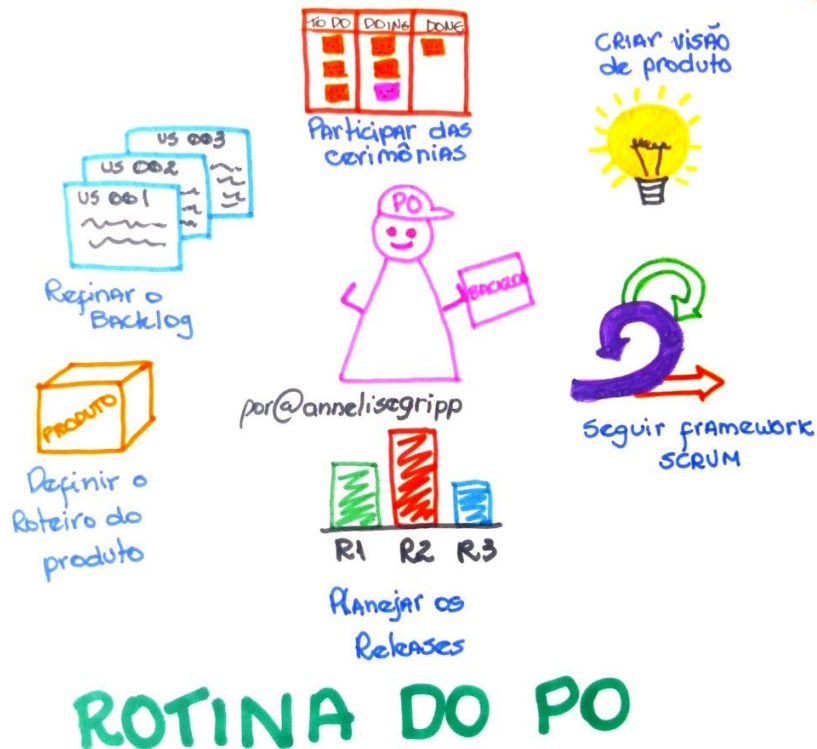 TO DO DOING DONE
Participar das
cerimônias
CRIAR VISÃO
de produto
US 003
US 002
US 001
Refinar o
Backlog
PO
BACKLOG
PRODUTO
Definir o
Roteiro do
produto
por@annelisegripp
Seguir framework
SCRUM
R1 R2 R3
Planejar os
Releases
ROTINA DO PO